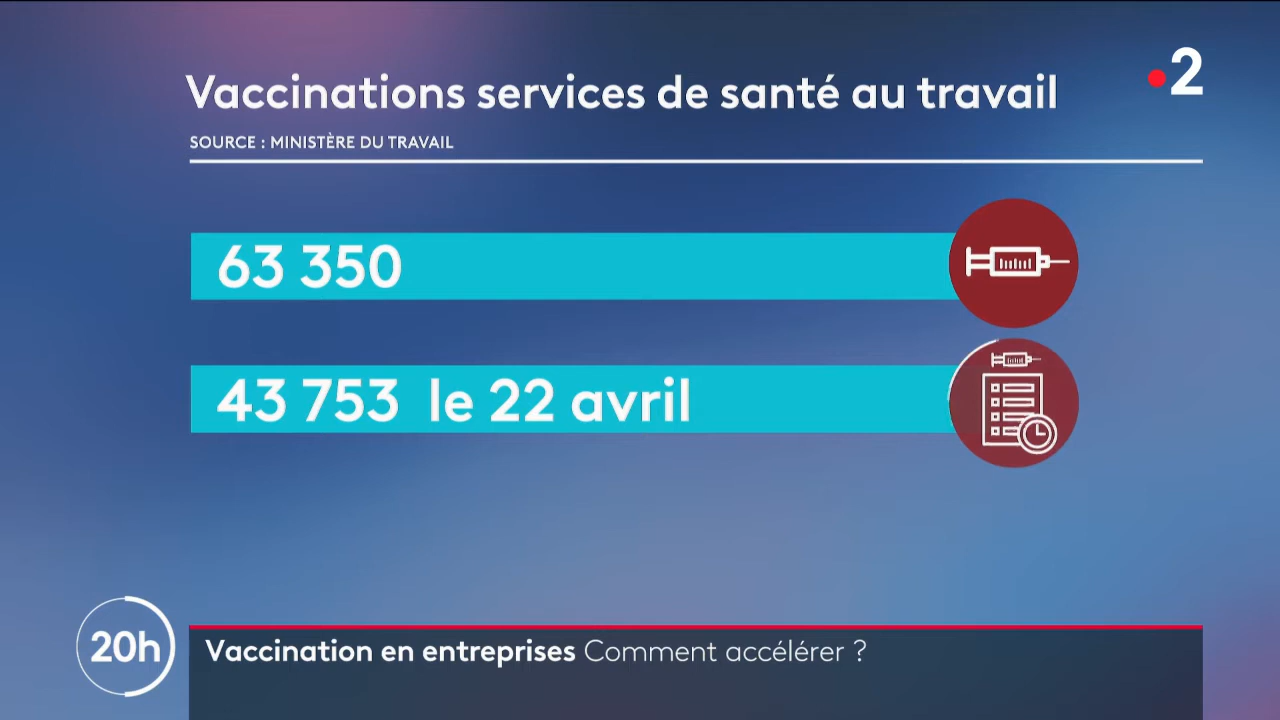 Vaccinations services de santé au travail
2
SOURCE : MINISTÈRE DU TRAVAIL
63 350
43 753 le 22 avril
20h
Vaccination en entreprises Comment accélérer ?